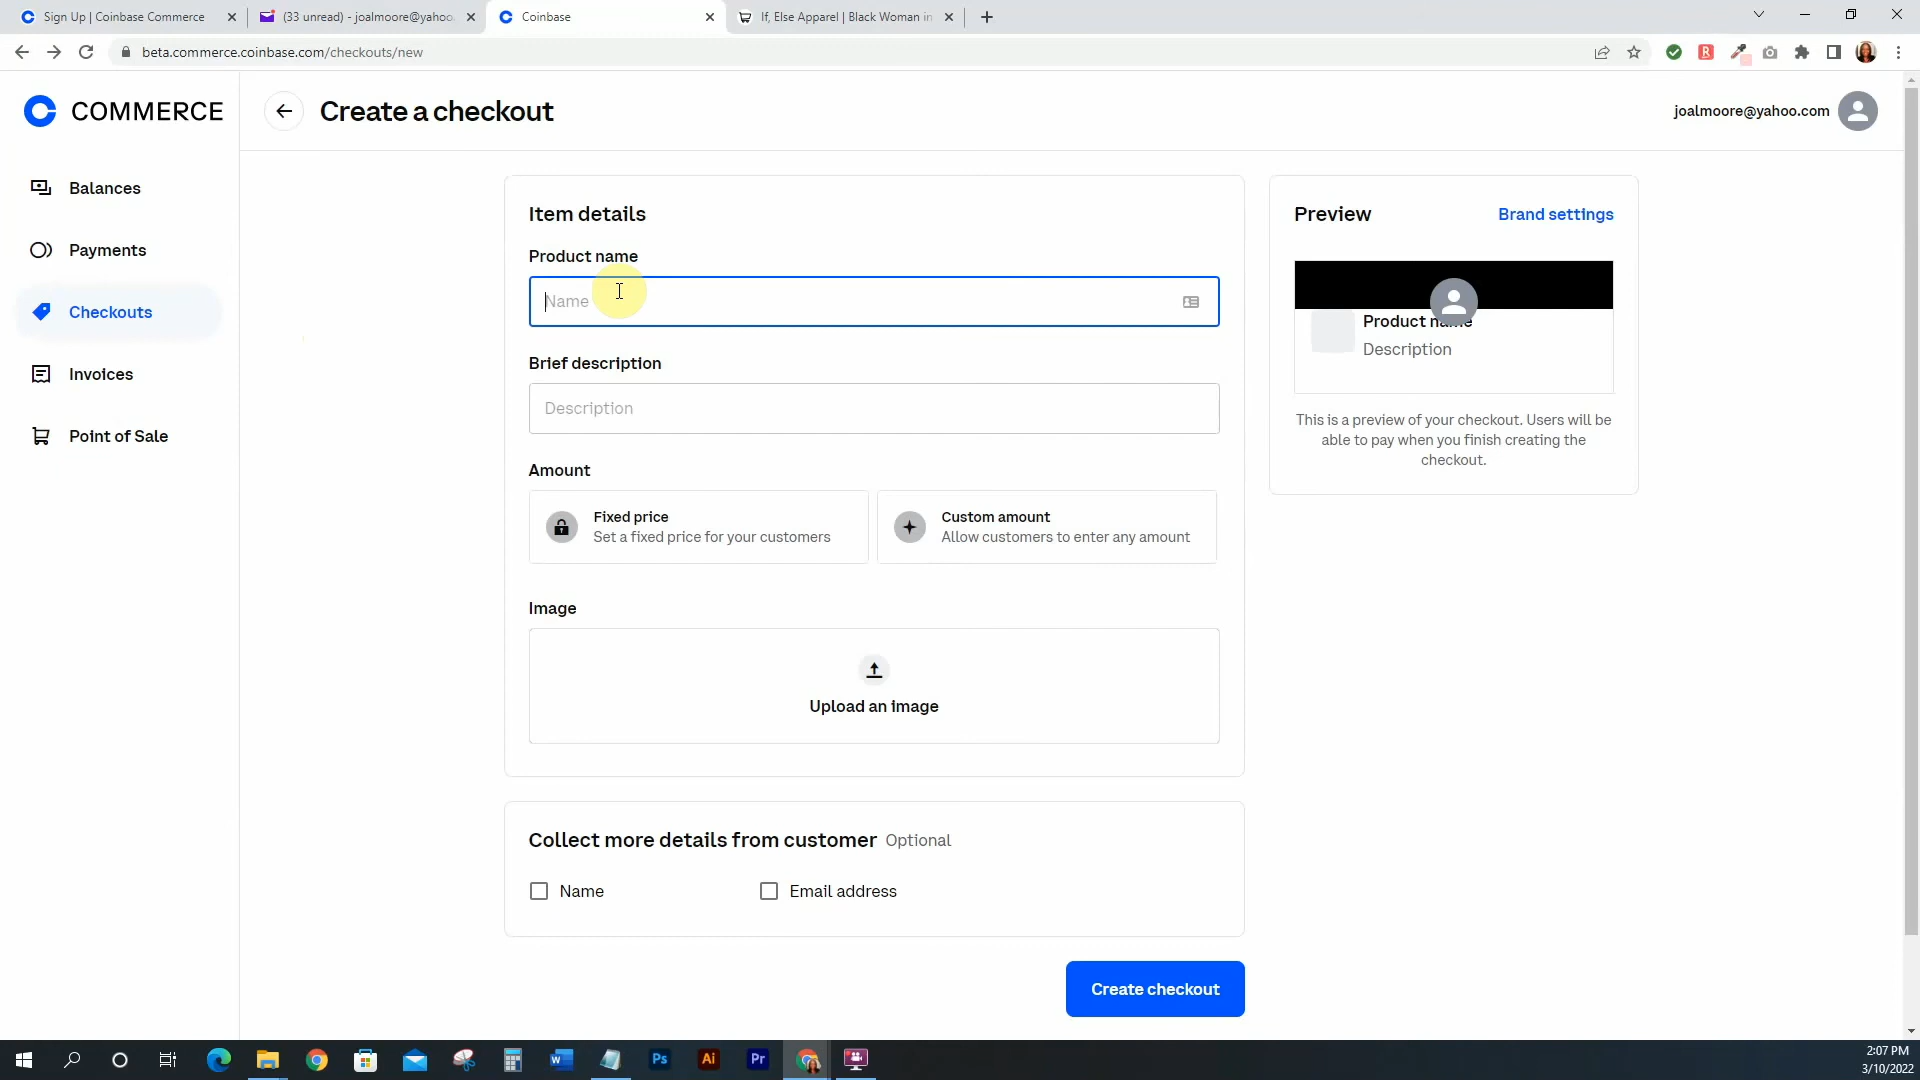 Sign Up | Coinbase Commerce
(33 unread) - joalmoore@yahoo.
Coinbase
If, Else Apparel | Black Woman in
beta.commerce.coinbase.com/checkouts/new
COMMERCE
Create a checkout
joalmoore@yahoo.com
Balances
Payments
Checkouts
Invoices
Point of Sale
Item details
Product name
Name
Brief description
Description
Amount
Fixed price
Set a fixed price for your customers
Custom amount
Allow customers to enter any amount
Image
Upload an image
Collect more details from customer Optional
Name
Email address
Create checkout
Preview
Brand settings
Product name
Description
This is a preview of your checkout. Users will be
able to pay when you finish creating the
checkout.
Ps
Ai
Pr
2:07 PM
3/10/2022